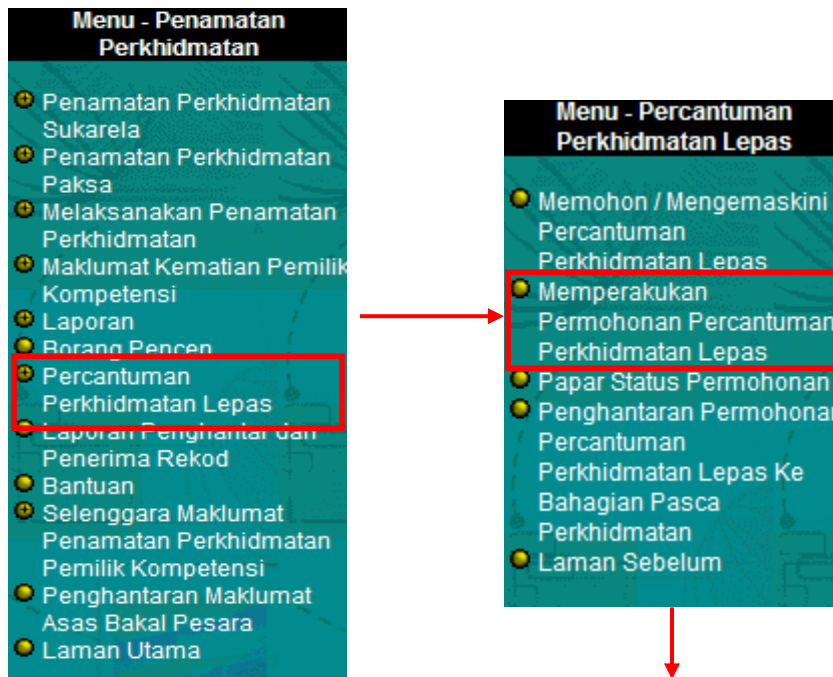 Menu - Penamatan
Perkhidmatan
Penamatan Perkhidmatan
Sukarela
Penamatan Perkhidmatan
Paksa
Melaksanakan Penamatan
Perkhidmatan
Maklumat Kematian Pemilik
Kompetensi
Laporan
Borang Pencen
Percantuman
Perkhidmatan Lepas
Laporan Penghantar dan
Penerima Rekod
Bantuan
Selenggara Maklumat
Penamatan Perkhidmatan
Pemilik Kompetensi
Penghantaran Maklumat
Asas Bakal Pesara
Laman Utama
Menu - Percantuman
Perkhidmatan Lepas
Memohon / Mengemaskini
Percantuman
Perkhidmatan Lepas
Memperakukan
Permohonan Percantuman
Perkhidmatan Lepas
Papar Status Permohonan
Penghantaran Permohonan
Percantuman
Perkhidmatan Lepas Ke
Bahagian Pasca
Perkhidmatan
Laman Sebelum